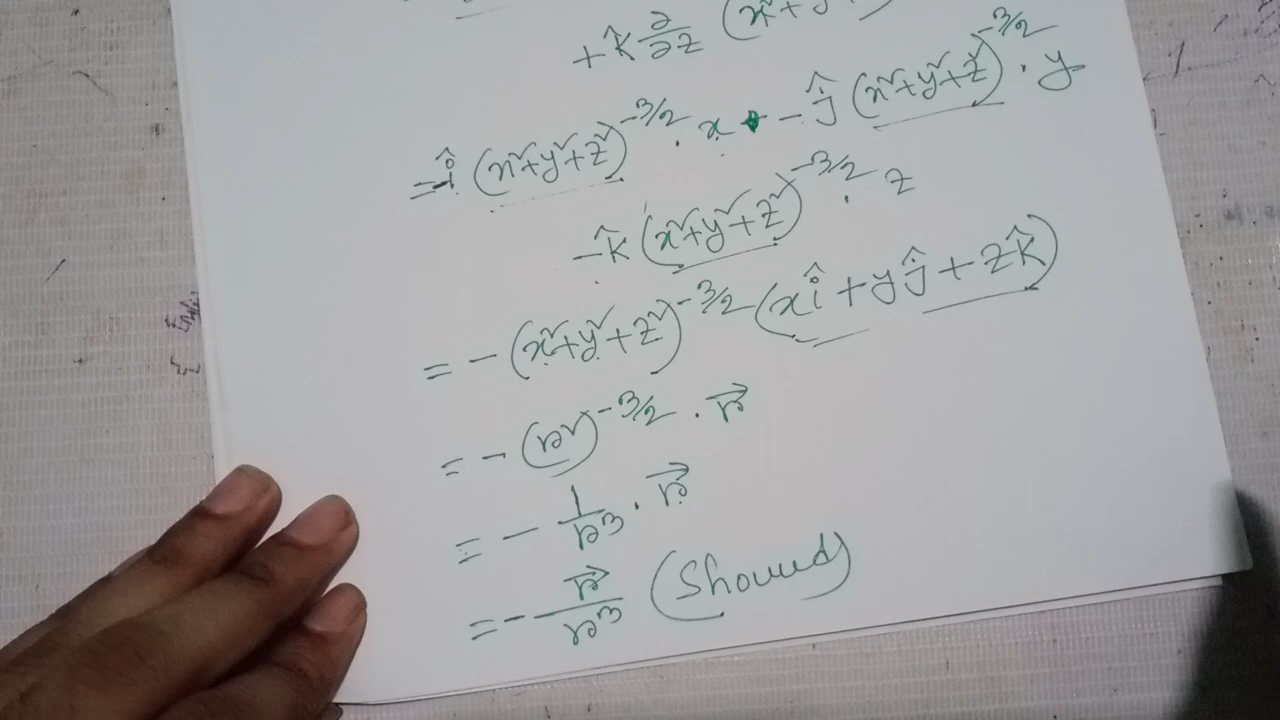 + k̂ ∂/∂z (x²+y
= -î (x²+y²+z²)^-3/2 . x - ĵ (x²+y²+z²)^-3/2 . y
-k̂ (x²+y²+z²)^-3/2 . z
= - (x²+y²+z²)^-3/2 (xî + yĵ + zk̂)
= - (r²)^-3/2 . r⃗
= - 1/r³ . r⃗
= - r⃗/r³ (Showed)